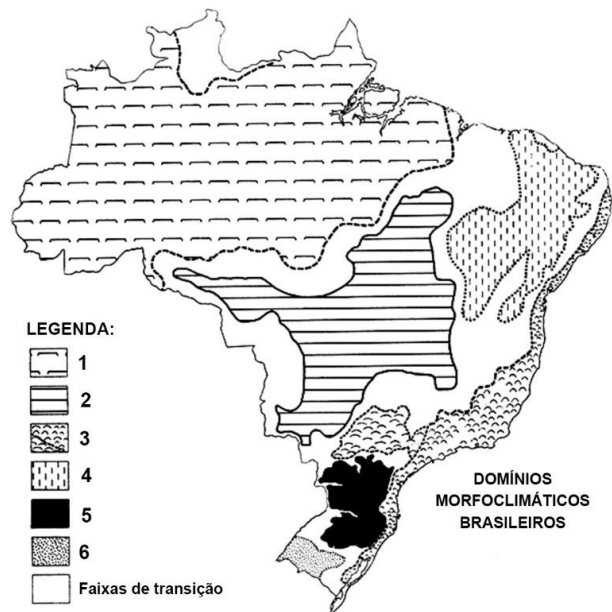 LEGENDA:
1
2
3
4
5
6
Faixas de transição
DOMÍNIOS
MORFOCLIMÁTICOS
BRASILEIROS